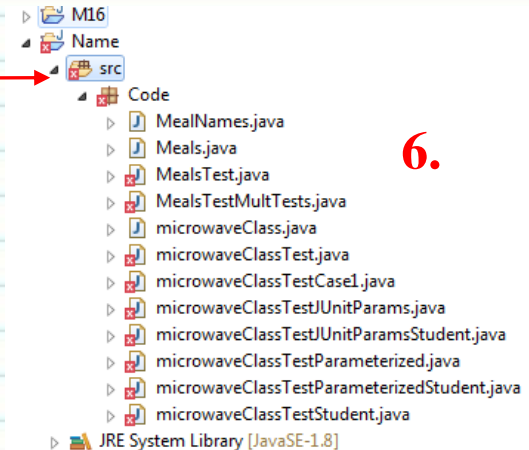 M16
Name
src
Code
MealNames.java
Meals.java
6.
MealsTest.java
MealsTestMultTests.java
microwaveClass.java
microwaveClassTest.java
microwaveClassTestCase1.java
microwaveClassTestJUnitParams.java
microwaveClassTestJUnitParamsStudent.java
microwaveClassTestParameterized.java
microwaveClassTestParameterizedStudent.java
microwaveClassTestStudent.java
JRE System Library [JavaSE-1.8]